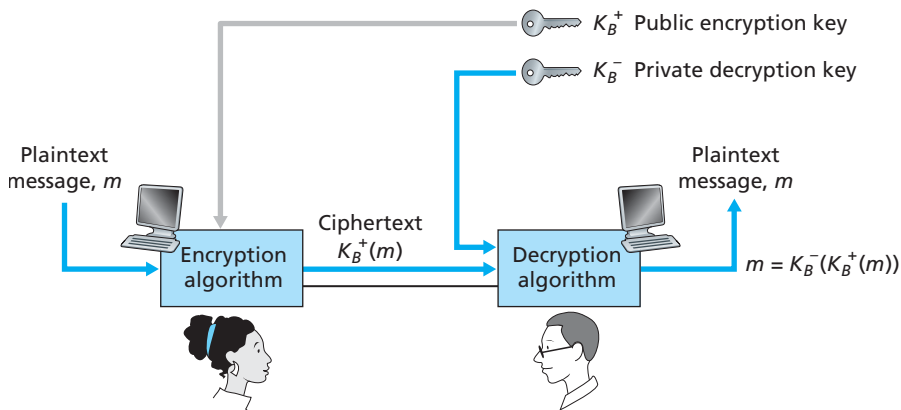 K_B^+ Public encryption key
K_B^- Private decryption key
Plaintext
message, m
Plaintext
message, m
Ciphertext
K_B^+(m)
Encryption
algorithm
Decryption
algorithm
m = K_B^-(K_B^+(m))